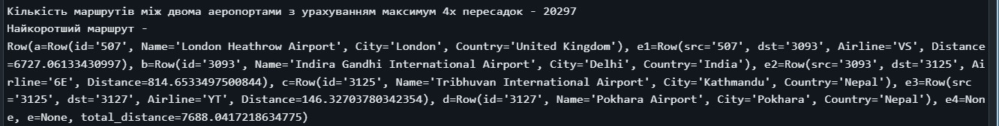 Кількість маршрутів між двома аеропортами з урахуванням максимум 4х пересадок - 20297
Найкоротший маршрут -
Row(a=Row(id='507', Name='London Heathrow Airport', City='London', Country='United Kingdom'), e1=Row(src='507', dst='3093', Airline='VS', Distance
=6727.06133430997), b=Row(id='3093', Name='Indira Gandhi International Airport', City='Delhi', Country='India'), e2=Row(src='3093', dst='3125', Ai
rline='6E', Distance=814.6533497500844), c=Row(id='3125', Name='Tribhuvan International Airport', City='Kathmandu', Country='Nepal'), e3=Row(src
='3125', dst='3127', Airline='YT', Distance=146.32703780342354), d=Row(id='3127', Name='Pokhara Airport', City='Pokhara', Country='Nepal'), e4=Non
e, e=None, total_distance=7688.0417218634775)